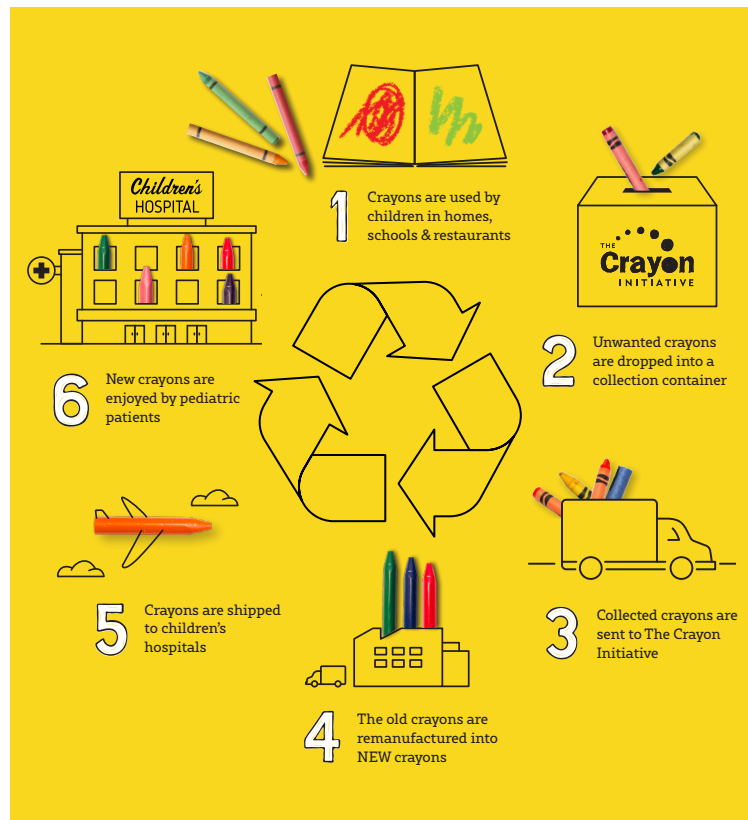 1
Crayons are used by
children in homes,
schools & restaurants
THE
Crayon
INITIATIVE
2
Unwanted crayons
are dropped into a
collection container
3
Collected crayons are
sent to The Crayon
Initiative
4
The old crayons are
remanufactured into
NEW crayons
5
Crayons are shipped
to children's
hospitals
Children's
HOSPITAL
6
New crayons are
enjoyed by pediatric
patients